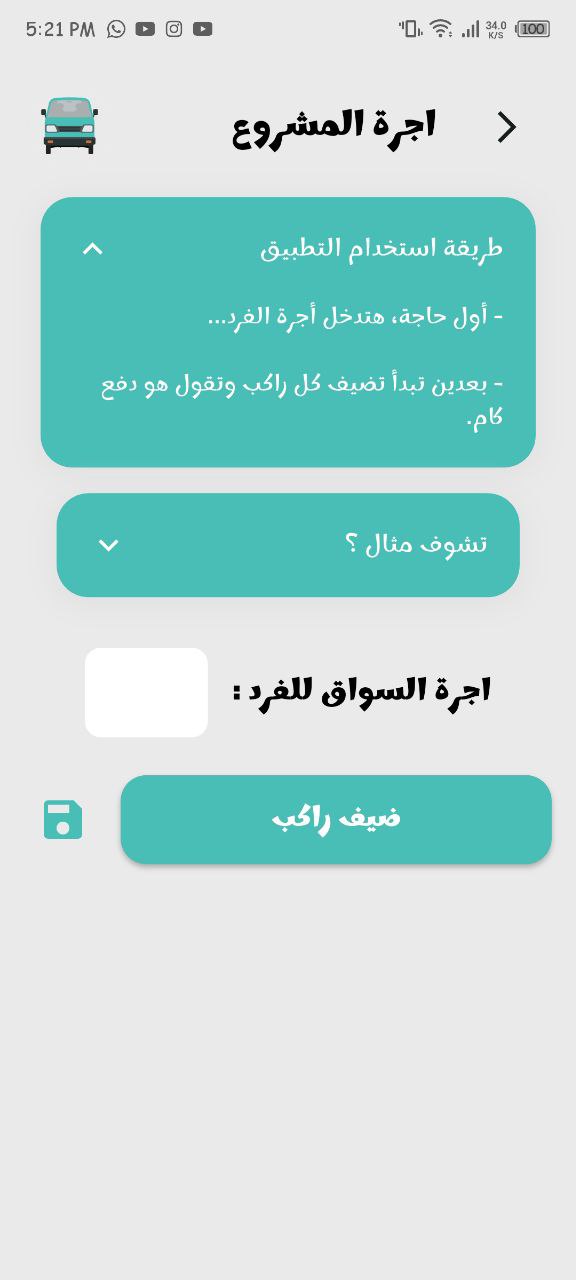 5:21 PM 34.0 K/S 100
اجرة المشروع
طريقة استخدام التطبيق
- أول حاجة، هتدخل أجرة الفرد...
- بعدين تبدأ تضيف كل راكب وتقول هو دفع
كام.
تشوف مثال ؟
اجرة السواق للفرد :
ضيف راكب